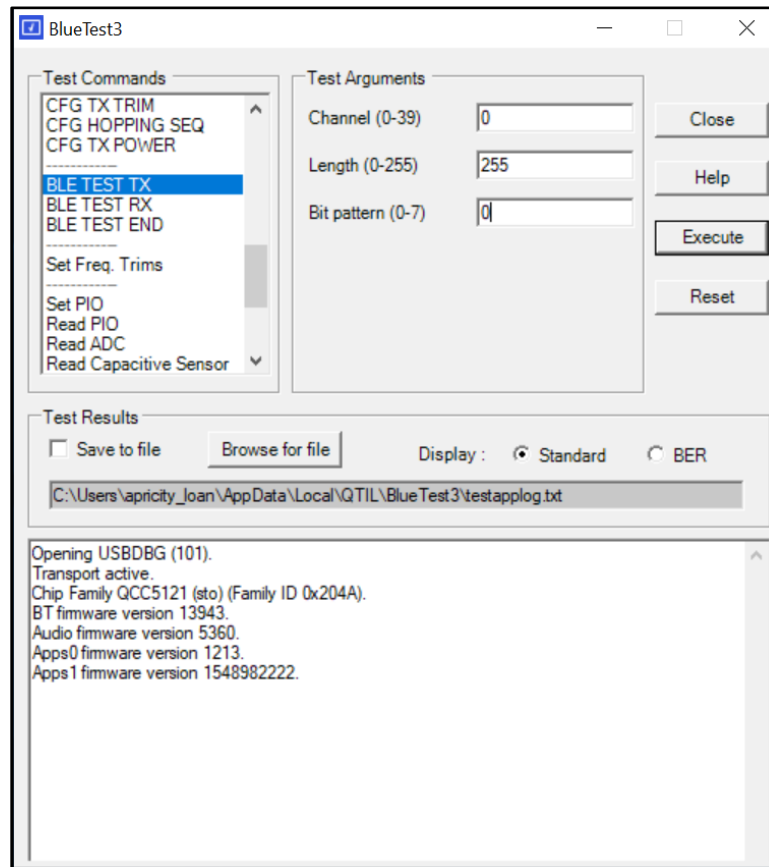 BlueTest3
Test Commands
CFG TX TRIM
CFG HOPPING SEQ
CFG TX POWER
------------
BLE TEST TX
BLE TEST RX
BLE TEST END
------------
Set Freq. Trims
------------
Set PIO
Read PIO
Read ADC
Read Capacitive Sensor
Test Arguments
Channel (0-39) 0
Length (0-255) 255
Bit pattern (0-7) 0
Close
Help
Execute
Reset
Test Results
Save to file Browse for file Display : Standard BER
C:\Users\apricity_loan\AppData\Local\QTIL\BlueTest3\testapplog.txt
Opening USBDBG (101).
Transport active.
Chip Family QCC5121 (sto) (Family ID 0x204A).
BT firmware version 13943.
Audio firmware version 5360.
Apps0 firmware version 1213.
Apps1 firmware version 1548982222.